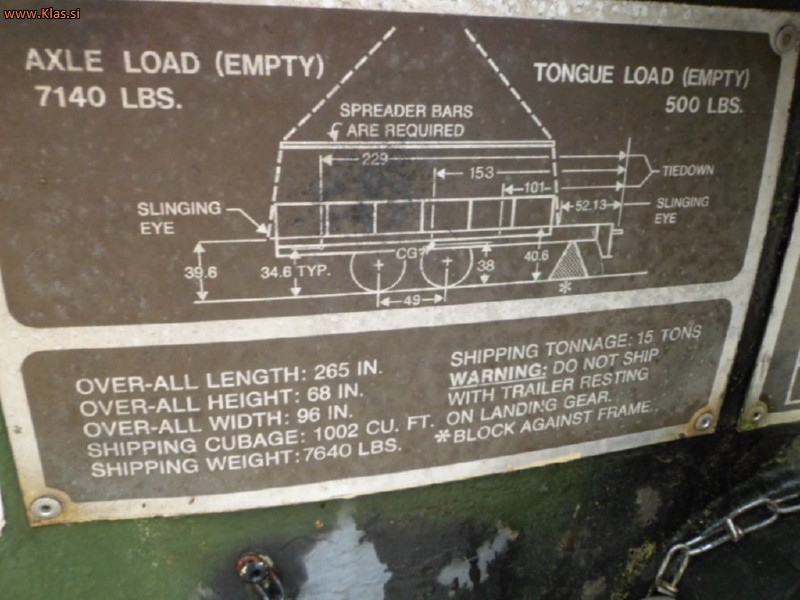 www.Klas.si
AXLE LOAD (EMPTY)
7140 LBS.
TONGUE LOAD (EMPTY)
500 LBS.
SPREADER BARS
ARE REQUIRED
229
153
101
TIEDOWN
SLINGING
EYE
52.13
SLINGING
EYE
39.6
34.6 TYP.
CG
38
40.6
49
*
OVER-ALL LENGTH: 265 IN.
OVER-ALL HEIGHT: 68 IN.
OVER-ALL WIDTH: 96 IN.
SHIPPING CUBAGE: 1002 CU. FT.
SHIPPING WEIGHT: 7640 LBS.
SHIPPING TONNAGE: 15 TONS
WARNING: DO NOT SHIP
WITH TRAILER RESTING
ON LANDING GEAR.
*BLOCK AGAINST FRAME.